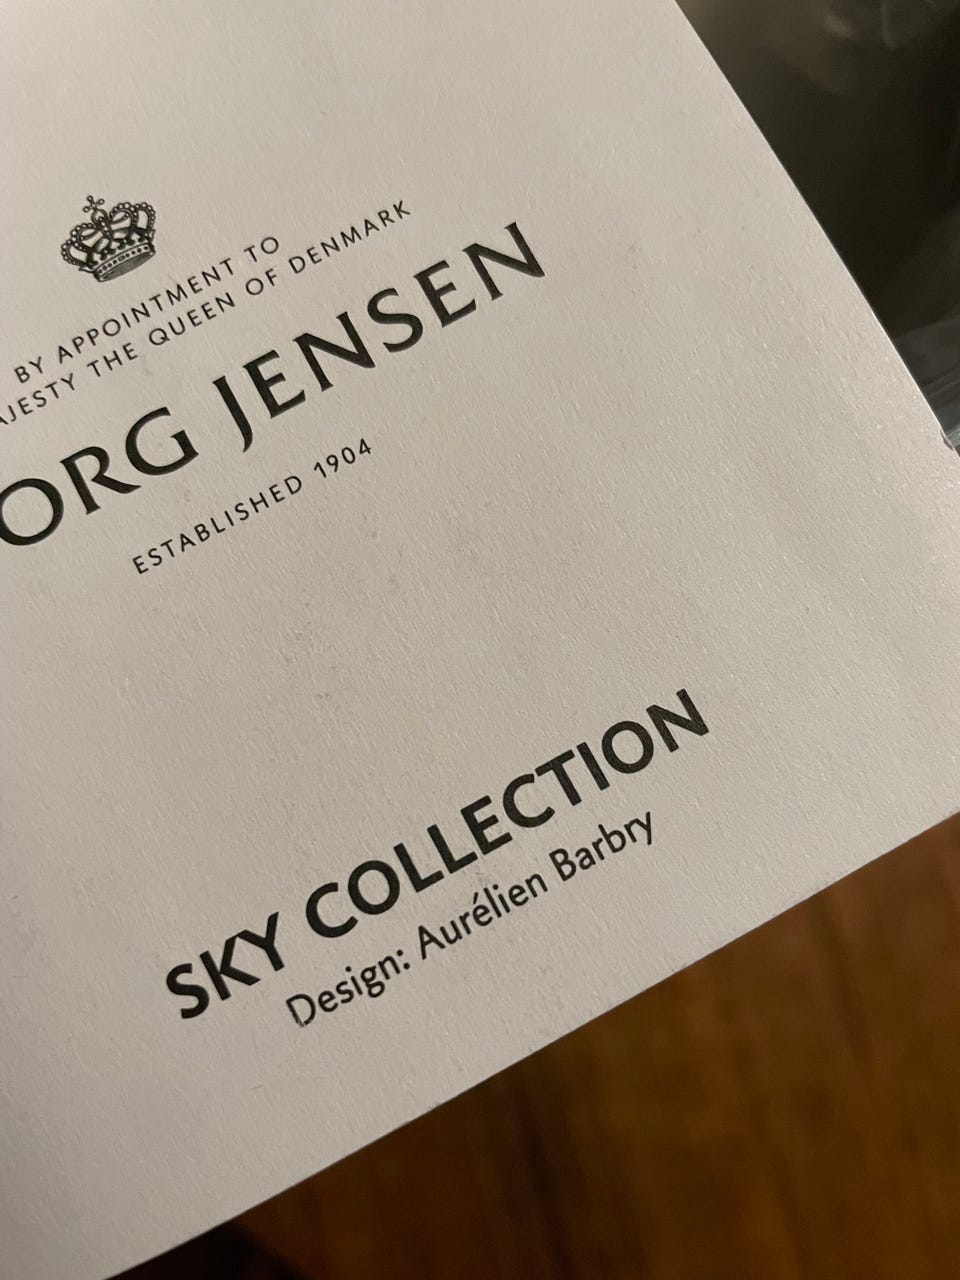 BY APPOINTMENT TO
AJESTY THE QUEEN OF DENMARK
ORG JENSEN
ESTABLISHED 1904
SKY COLLECTION
Design: Aurélien Barbry